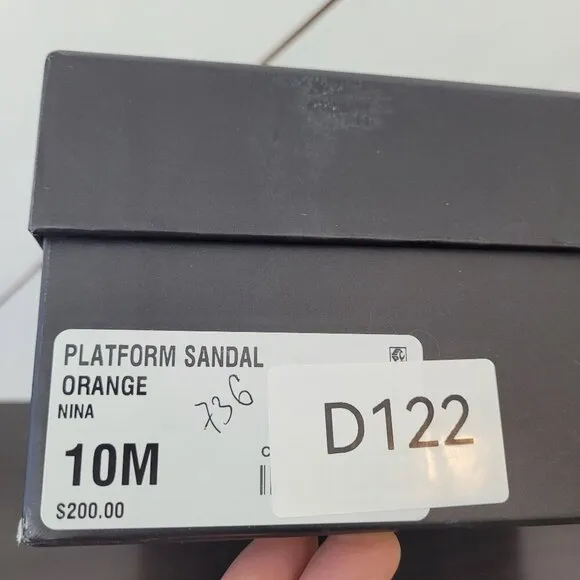 PLATFORM SANDAL
ORANGE
NINA
736
10M
D122
$200.00